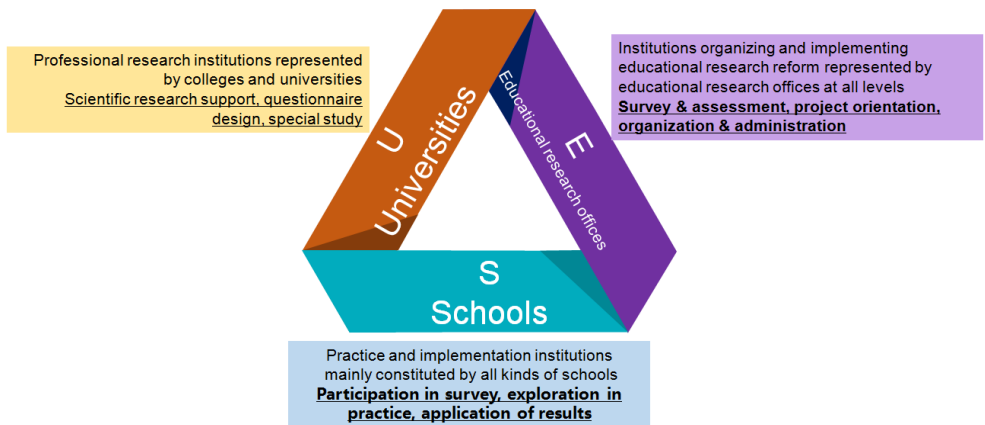 Professional research institutions represented
by colleges and universities
Scientific research support, questionnaire
design, special study
U
Universities
Educational research offices
E
Institutions organizing and implementing
educational research reform represented by
educational research offices at all levels
Survey & assessment, project orientation,
organization & administration
S
Schools
Practice and implementation institutions
mainly constituted by all kinds of schools
Participation in survey, exploration in
practice, application of results